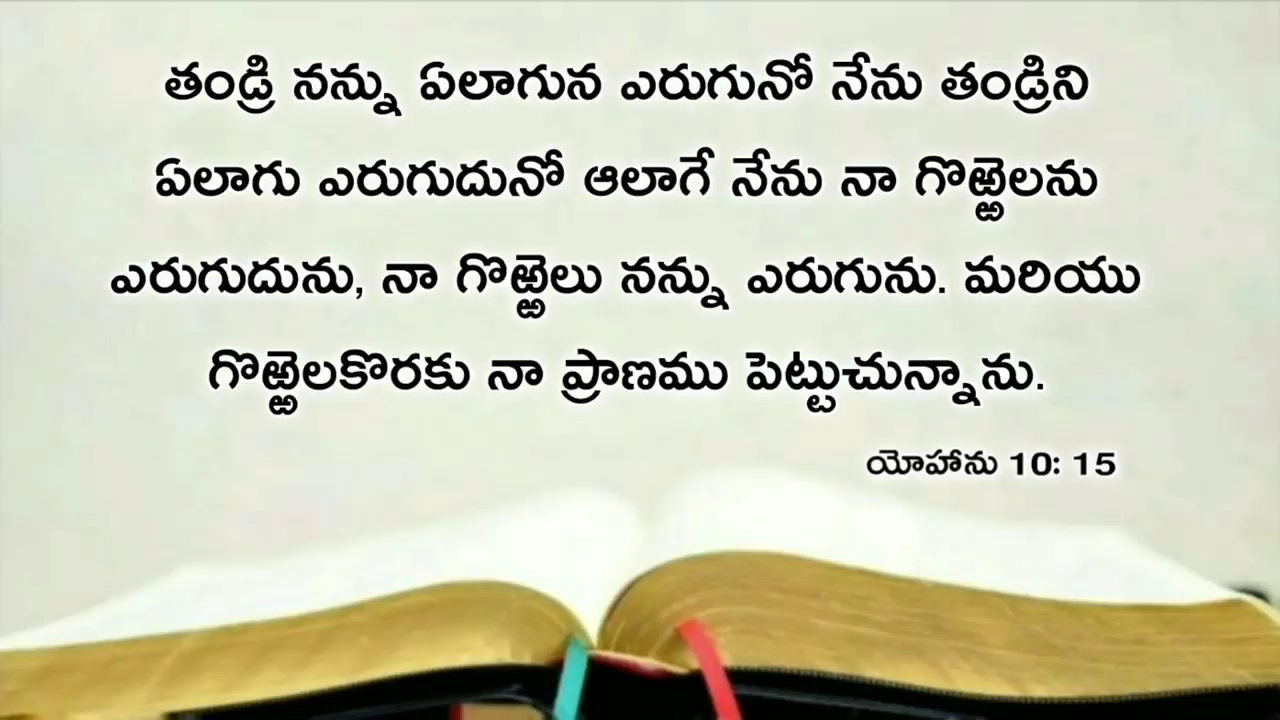 తండ్రి నన్ను ఏలాగున ఎరుగునో నేను తండ్రిని
ఏలాగు ఎరుగుదునో ఆలాగే నేను నా గొఱ్ఱెలను
ఎరుగుదును, నా గొఱ్ఱెలు నన్ను ఎరుగును. మరియు
గొఱ్ఱెలకొరకు నా ప్రాణము పెట్టుచున్నాను.
యోహాను 10: 15